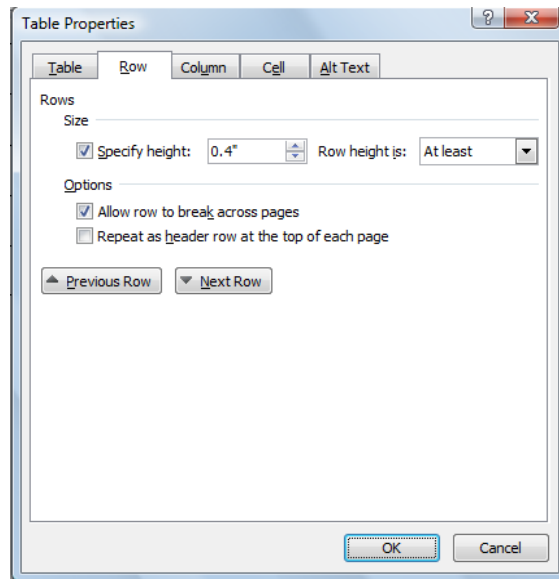 Table Properties
Table Row Column Cell Alt Text
Rows
Size
Specify height: 0.4" Row height is: At least
Options
Allow row to break across pages
Repeat as header row at the top of each page
Previous Row Next Row
OK Cancel